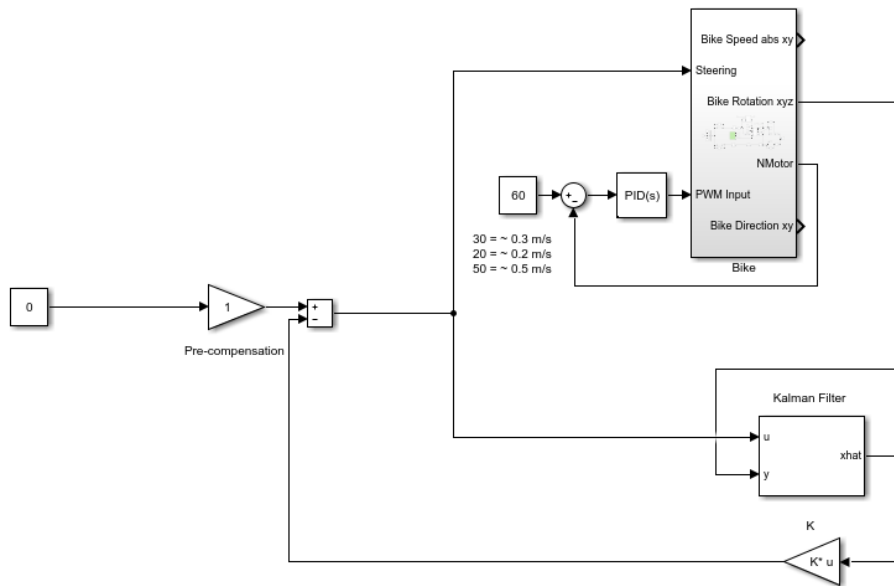 Bike Speed abs xy
Steering
Bike Rotation xyz
NMotor
60
+
−
PID(s)
PWM Input
Bike Direction xy
30 = ~ 0.3 m/s
20 = ~ 0.2 m/s
50 = ~ 0.5 m/s
Bike
0
1
+
−
Pre-compensation
Kalman Filter
u
xhat
y
K
K* u